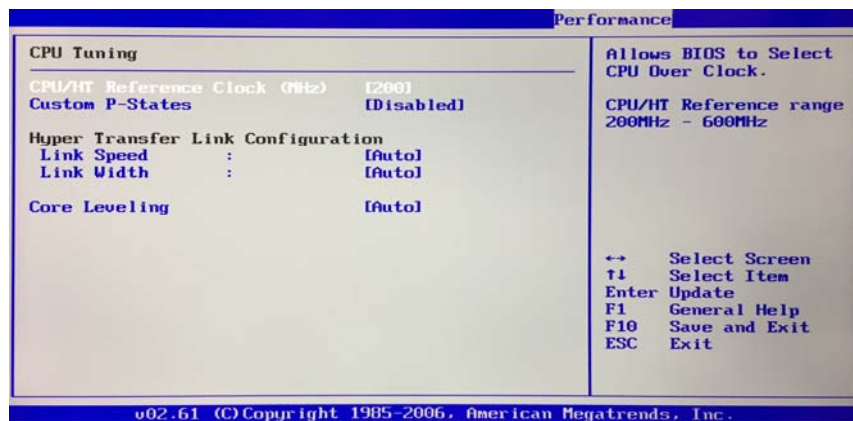 Performance
CPU Tuning
CPU/HT Reference Clock (MHz) [200]
Custom P-States [Disabled]
Hyper Transfer Link Configuration
Link Speed : [Auto]
Link Width : [Auto]
Core Leveling [Auto]
Allows BIOS to Select
CPU Over Clock.
CPU/HT Reference range
200MHz - 600MHz
↔ Select Screen
↑↓ Select Item
Enter Update
F1 General Help
F10 Save and Exit
ESC Exit
v02.61 (C)Copyright 1985-2006, American Megatrends, Inc.